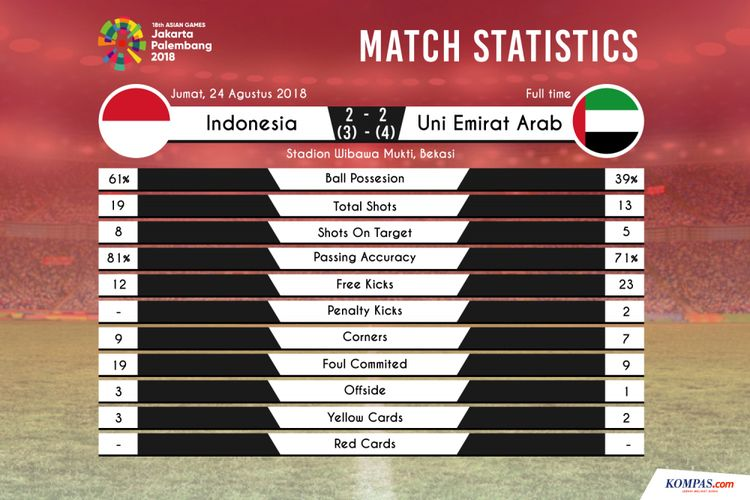 18th ASIAN GAMES
Jakarta
Palembang
2018
MATCH STATISTICS
Jumat, 24 Agustus 2018
Full time
Indonesia 2 - 2 Uni Emirat Arab
(3) - (4)
Stadion Wibawa Mukti, Bekasi
61% Ball Possesion 39%
19 Total Shots 13
8 Shots On Target 5
81% Passing Accuracy 71%
12 Free Kicks 23
- Penalty Kicks 2
9 Corners 7
19 Foul Commited 9
3 Offside 1
3 Yellow Cards 2
- Red Cards -
KOMPAS.com
JERNIH MELIHAT DUNIA